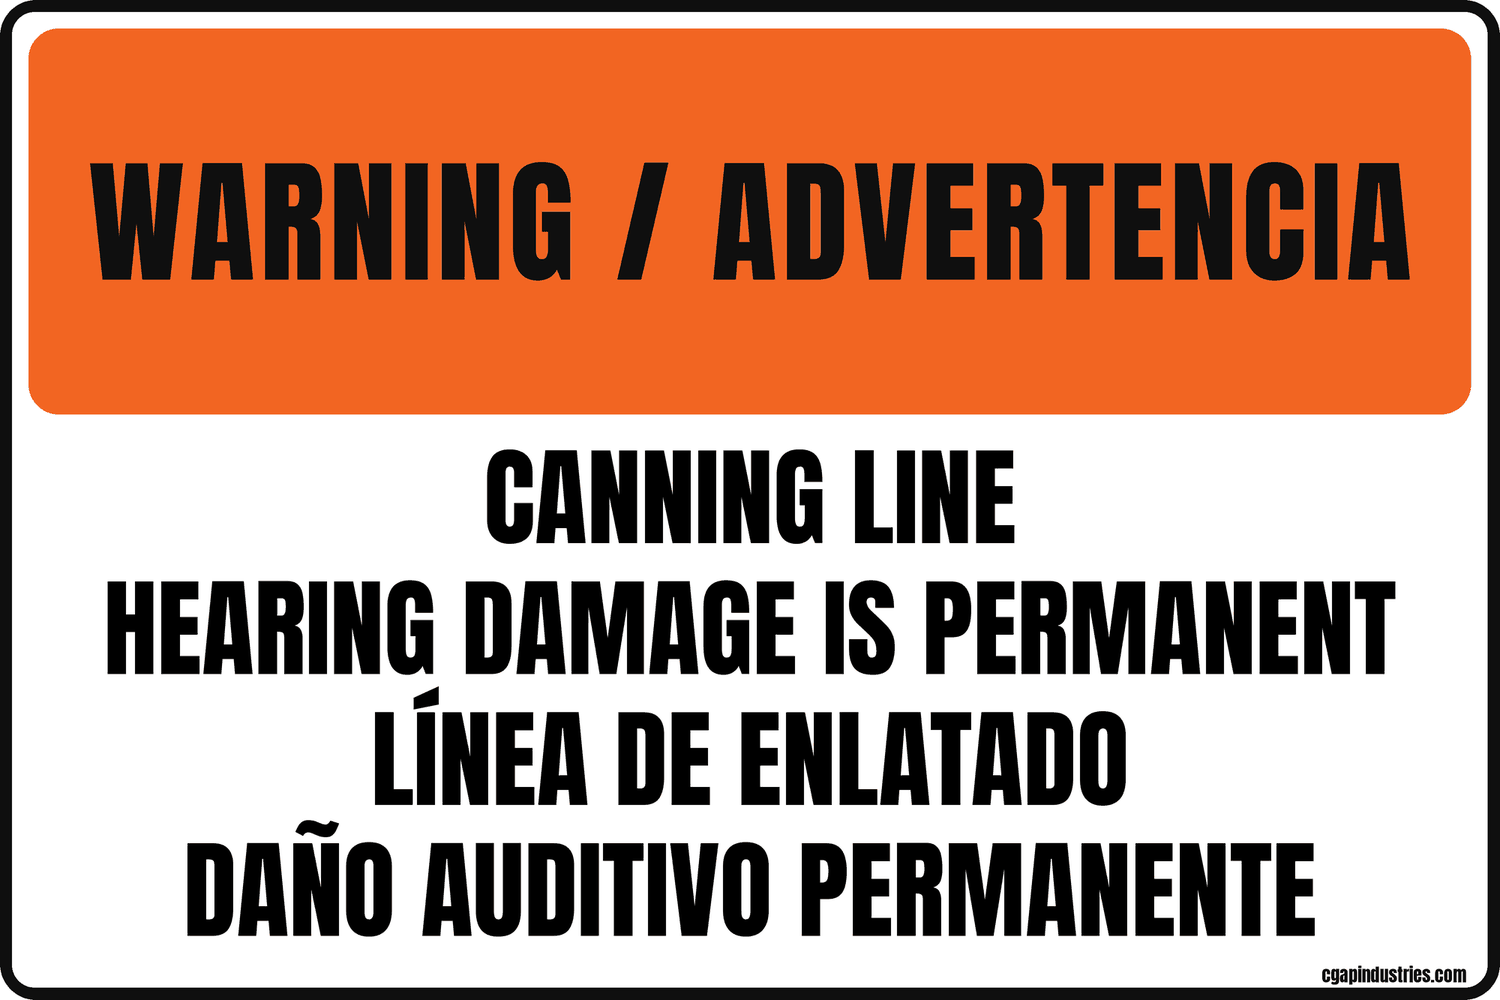 WARNING / ADVERTENCIA
CANNING LINE
HEARING DAMAGE IS PERMANENT
LÍNEA DE ENLATADO
DAÑO AUDITIVO PERMANENTE
cgapindustries.com